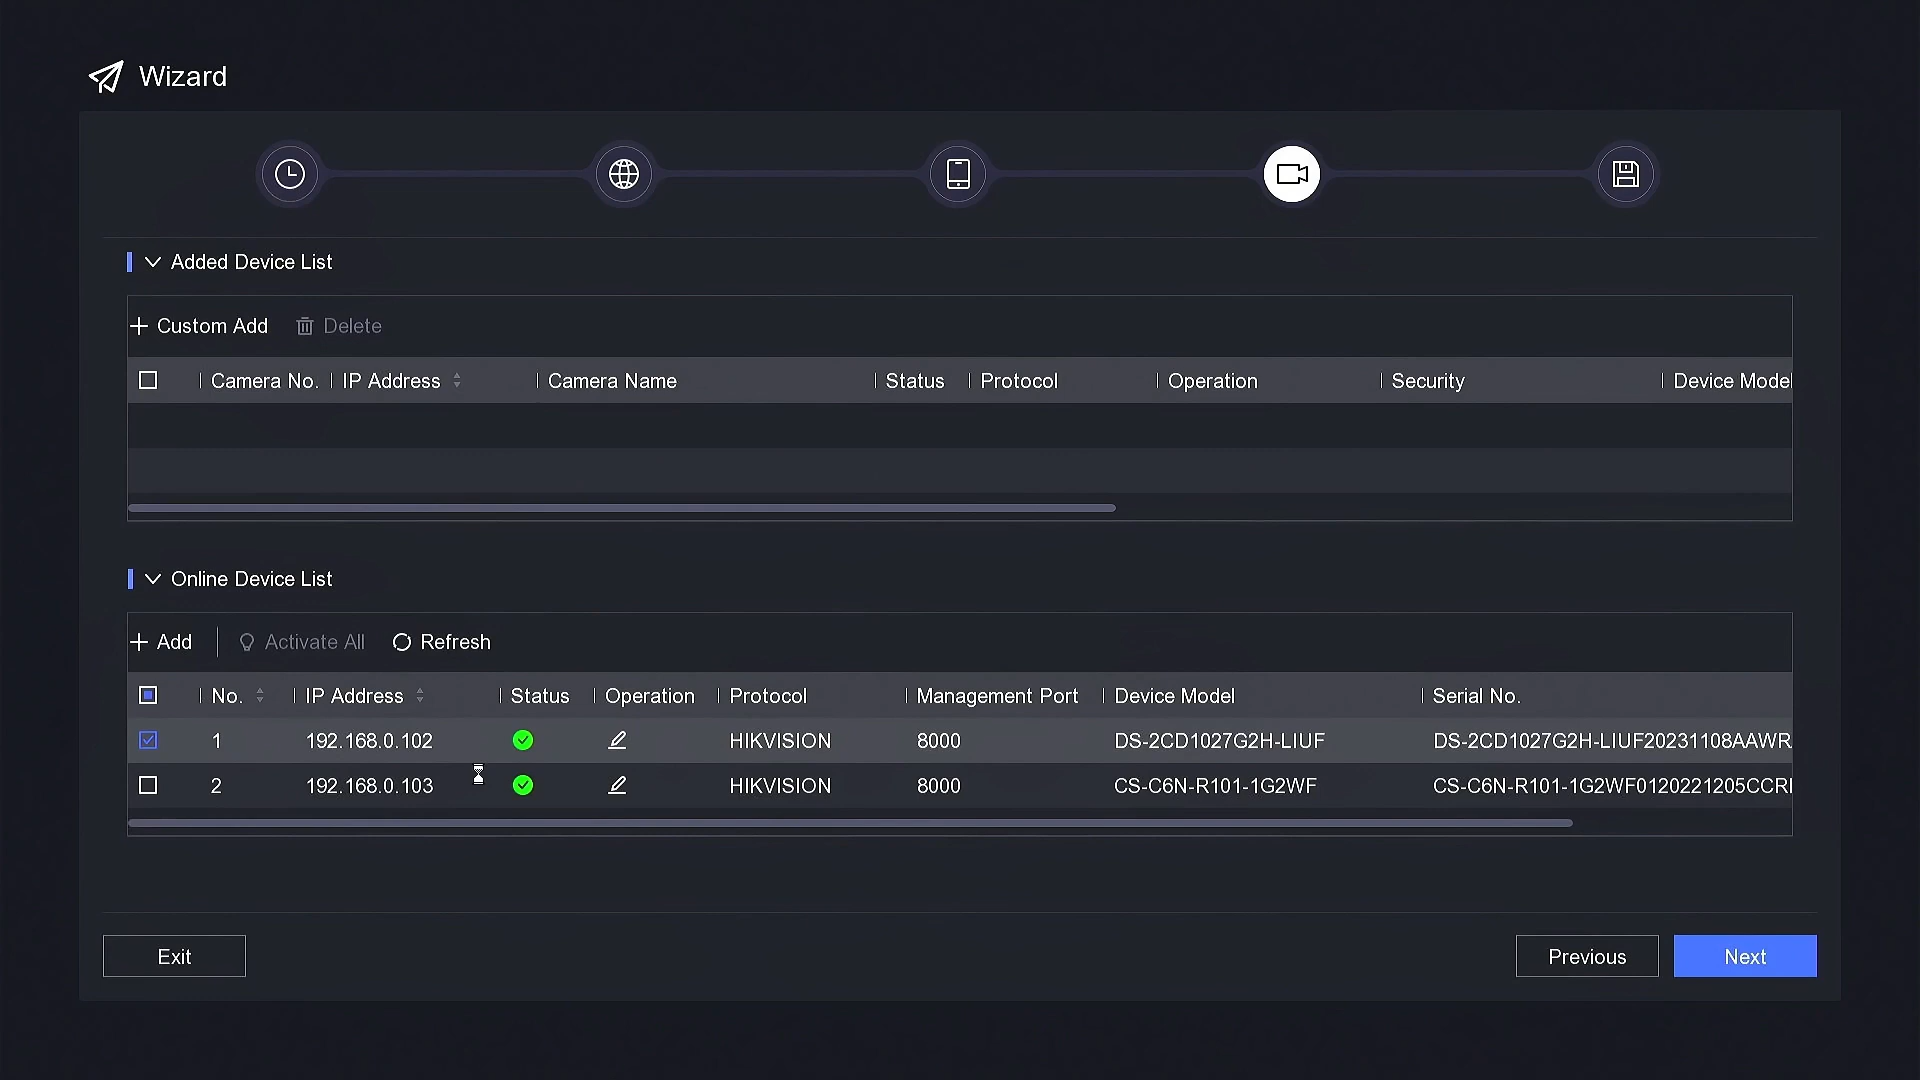 Wizard
Added Device List
Custom Add Delete
Camera No. IP Address Camera Name Status Protocol Operation Security Device Model
Online Device List
Add Activate All Refresh
No. IP Address Status Operation Protocol Management Port Device Model Serial No.
1 192.168.0.102 HIKVISION 8000 DS-2CD1027G2H-LIUF DS-2CD1027G2H-LIUF20231108AAWR
2 192.168.0.103 HIKVISION 8000 CS-C6N-R101-1G2WF CS-C6N-R101-1G2WF0120221205CCRI
Exit Previous Next